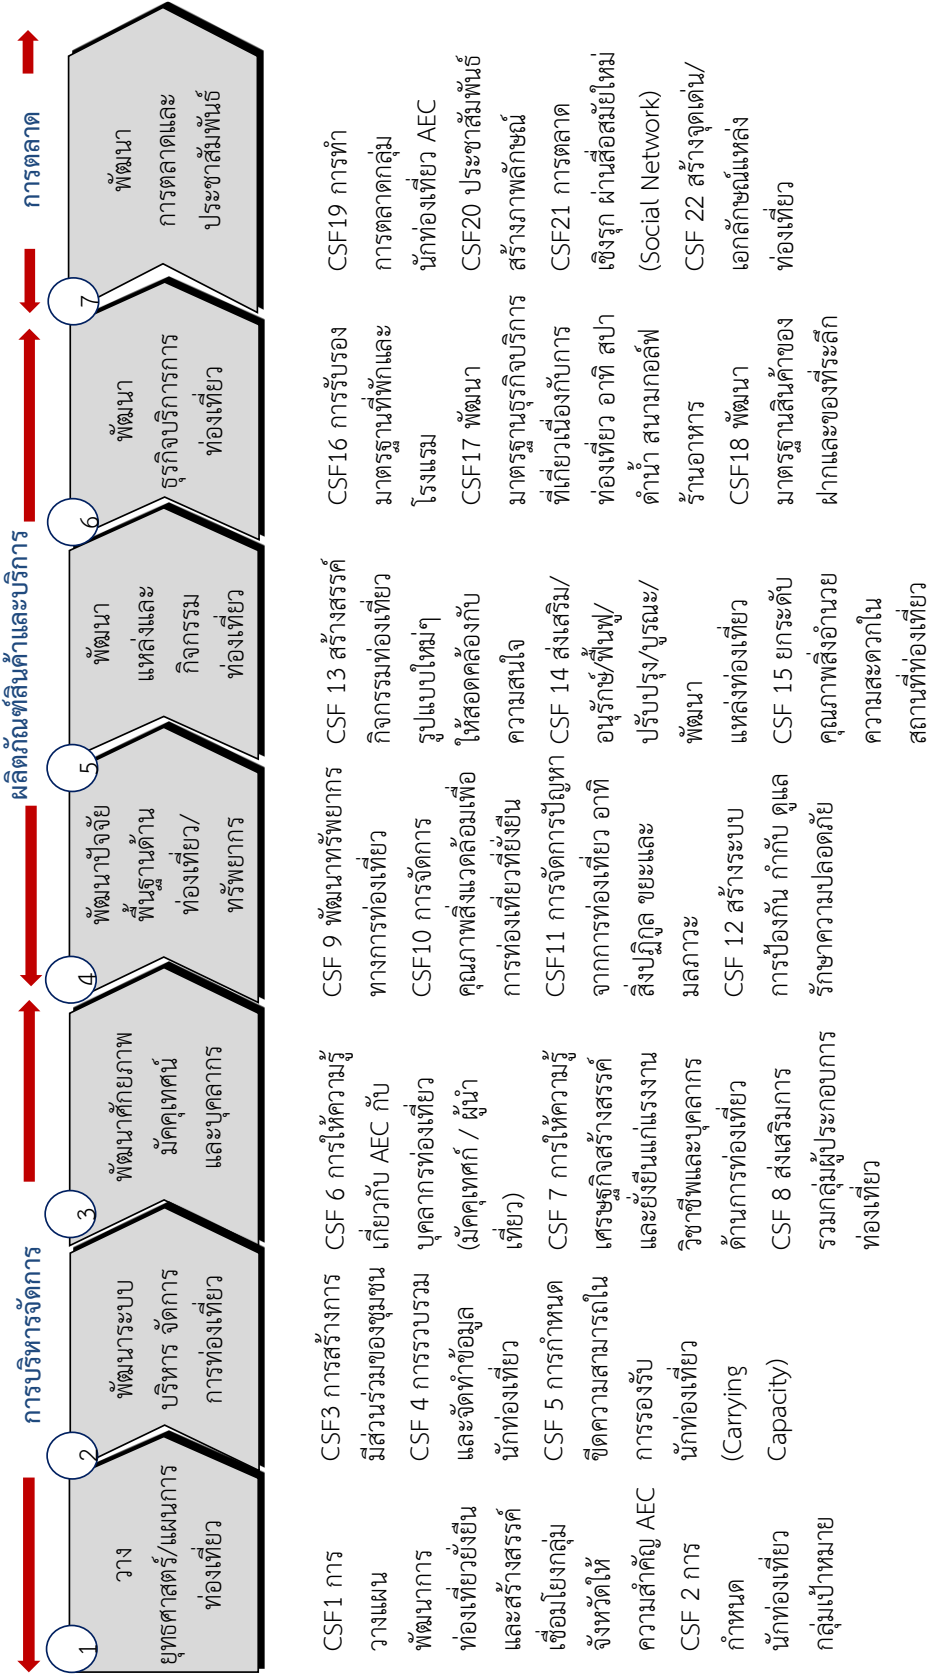 การบริหารจัดการ
ผลิตภัณฑ์สินค้าและบริการ
การตลาด
1
วาง
ยุทธศาสตร์/แผนการ
ท่องเที่ยว
2
พัฒนาระบบ
บริหาร จัดการ
การท่องเที่ยว
3
พัฒนาศักยภาพ
มัคคุเทศน์
และบุคลากร
4
พัฒนาปัจจัย
พื้นฐานด้าน
ท่องเที่ยว/
ทรัพยากร
5
พัฒนา
แหล่งและ
กิจกรรม
ท่องเที่ยว
6
พัฒนา
ธุรกิจบริการการ
ท่องเที่ยว
7
พัฒนา
การตลาดและ
ประชาสัมพันธ์
CSF1 การ
วางแผน
พัฒนาการ
ท่องเที่ยวยั่งยืน
และสร้างสรรค์
เชื่อมโยงกลุ่ม
จังหวัดให้
ความสำคัญ AEC
CSF 2 การ
กำหนด
นักท่องเที่ยว
กลุ่มเป้าหมาย
CSF3 การสร้างการ
มีส่วนร่วมของชุมชน
CSF 4 การรวบรวม
และจัดทำข้อมูล
นักท่องเที่ยว
CSF 5 การกำหนด
ขีดความสามารถใน
การรองรับ
นักท่องเที่ยว
(Carrying
Capacity)
CSF 6 การให้ความรู้
เกี่ยวกับ AEC กับ
บุคลาการท่องเที่ยว
(มัคคุเทศก์ / ผู้นำ
เที่ยว)
CSF 7 การให้ความรู้
เศรษฐกิจสร้างสรรค์
และยั่งยืนแก่แรงงาน
วิชาชีพและบุคลากร
ด้านการท่องเที่ยว
CSF 8 ส่งเสริมการ
รวมกลุ่มผู้ประกอบการ
ท่องเที่ยว
CSF 9 พัฒนาทรัพยากร
ทางการท่องเที่ยว
CSF10 การจัดการ
คุณภาพสิ่งแวดล้อมเพื่อ
การท่องเที่ยวที่ยั่งยืน
CSF11 การจัดการปัญหา
จากการท่องเที่ยว อาทิ
สิ่งปฏิกูล ขยะและ
มลภาวะ
CSF 12 สร้างระบบ
การป้องกัน กำกับ ดูแล
รักษาความปลอดภัย
CSF 13 สร้างสรรค์
กิจกรรมท่องเที่ยว
รูปแบบใหม่ๆ
ให้สอดคล้องกับ
ความสนใจ
CSF 14 ส่งเสริม/
อนุรักษ์/ฟื้นฟู/
ปรับปรุง/บูรณะ/
พัฒนา
แหล่งท่องเที่ยว
CSF 15 ยกระดับ
คุณภาพสิ่งอำนวย
ความสะดวกใน
สถานที่ท่องเที่ยว
CSF16 การรับรอง
มาตรฐานที่พักและ
โรงแรม
CSF17 พัฒนา
มาตรฐานธุรกิจบริการ
ที่เกี่ยวเนื่องกับการ
ท่องเที่ยว อาทิ สปา
ดำน้ำ สนามกอล์ฟ
ร้านอาหาร
CSF18 พัฒนา
มาตรฐานสินค้าของ
ฝากและของที่ระลึก
CSF19 การทำ
การตลาดกลุ่ม
นักท่องเที่ยว AEC
CSF20 ประชาสัมพันธ์
สร้างภาพลักษณ์
CSF21 การตลาด
เชิงรุก ผ่านสื่อสมัยใหม่
(Social Network)
CSF 22 สร้างจุดเด่น/
เอกลักษณ์แหล่ง
ท่องเที่ยว